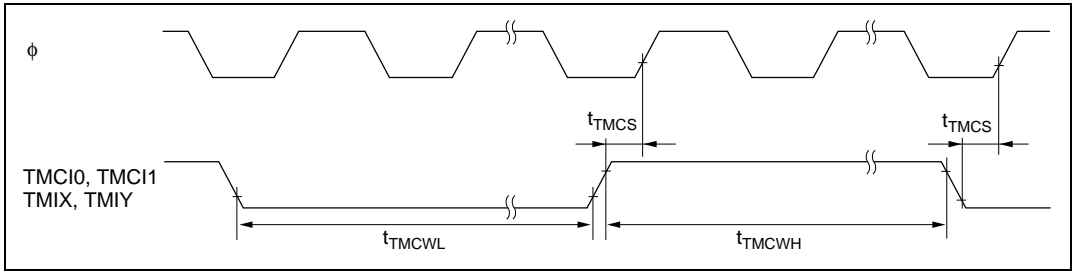 ϕ
tTMCS
tTMCS
TMCI0, TMCI1
TMIX, TMIY
tTMCWL
tTMCWH